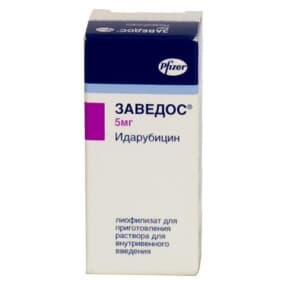 Pfizer
ЗАВЕДОС®
5мг
Идарубицин
лиофилизат для
приготовления
раствора для
внутривенного
введения